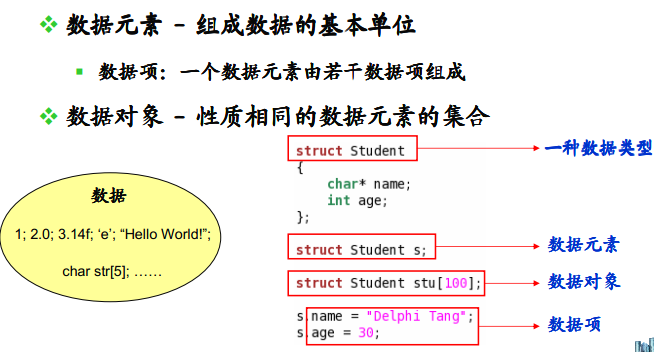 数据元素 – 组成数据的基本单位
数据项：一个数据元素由若干数据项组成
数据对象 – 性质相同的数据元素的集合
数据
1; 2.0; 3.14f; ‘e’; “Hello World!”;
char str[5]; ……
struct Student
一种数据类型
{
char* name;
int age;
};
struct Student s;
数据元素
struct Student stu[100];
数据对象
s.name = "Delphi Tang";
s.age = 30;
数据项